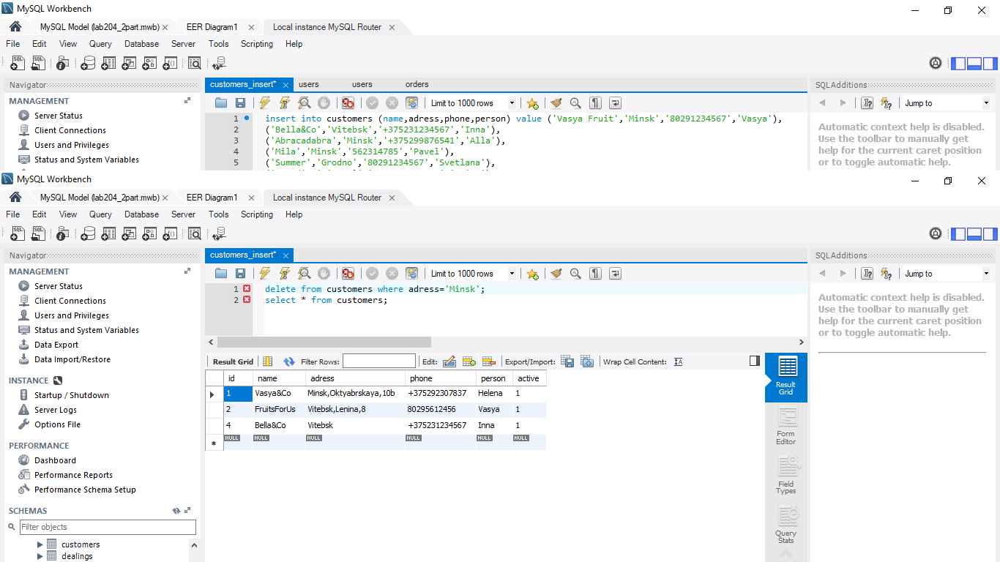 MySQL Workbench
MySQL Model (lab204_2part.mwb) EER Diagram1 Local instance MySQL Router
File Edit View Query Database Server Tools Scripting Help
Navigator
MANAGEMENT
Server Status
Client Connections
Users and Privileges
Status and System Variables
customers_insert* users users orders
Limit to 1000 rows
1 insert into customers (name,adress,phone,person) value ('Vasya Fruit','Minsk','80291234567','Vasya'),
2 ('Bella&Co','Vitebsk','+375231234567','Inna'),
3 ('Abracadabra','Minsk','+375299876541','Alla'),
4 ('Mila','Minsk','562314785','Pavel'),
5 ('Summer','Grodno','80291234567','Svetlana'),
SQLAdditions
Jump to
Automatic context help is disabled.
Use the toolbar to manually get
help for the current caret position
or to toggle automatic help.
MySQL Workbench
MySQL Model (lab204_2part.mwb) EER Diagram1 Local instance MySQL Router
File Edit View Query Database Server Tools Scripting Help
Navigator
MANAGEMENT
Server Status
Client Connections
Users and Privileges
Status and System Variables
Data Export
Data Import/Restore
INSTANCE
Startup / Shutdown
Server Logs
Options File
PERFORMANCE
Dashboard
Performance Reports
Performance Schema Setup
SCHEMAS
Filter objects
customers
dealings
customers_insert*
Limit to 1000 rows
1 delete from customers where adress='Minsk';
2 select * from customers;
Result Grid Filter Rows: Edit: Export/Import: Wrap Cell Content:
id name adress phone person active
1 Vasya&Co Minsk,Oktyabrskaya,10b +375292307837 Helena 1
2 FruitsForUs Vitebsk,Lenina,8 80295612456 Vasya 1
4 Bella&Co Vitebsk +375231234567 Inna 1
NULL NULL NULL NULL NULL NULL
Result
Grid
Form
Editor
Field
Types
Query
Stats
SQLAdditions
Jump to
Automatic context help is disabled.
Use the toolbar to manually get
help for the current caret position
or to toggle automatic help.